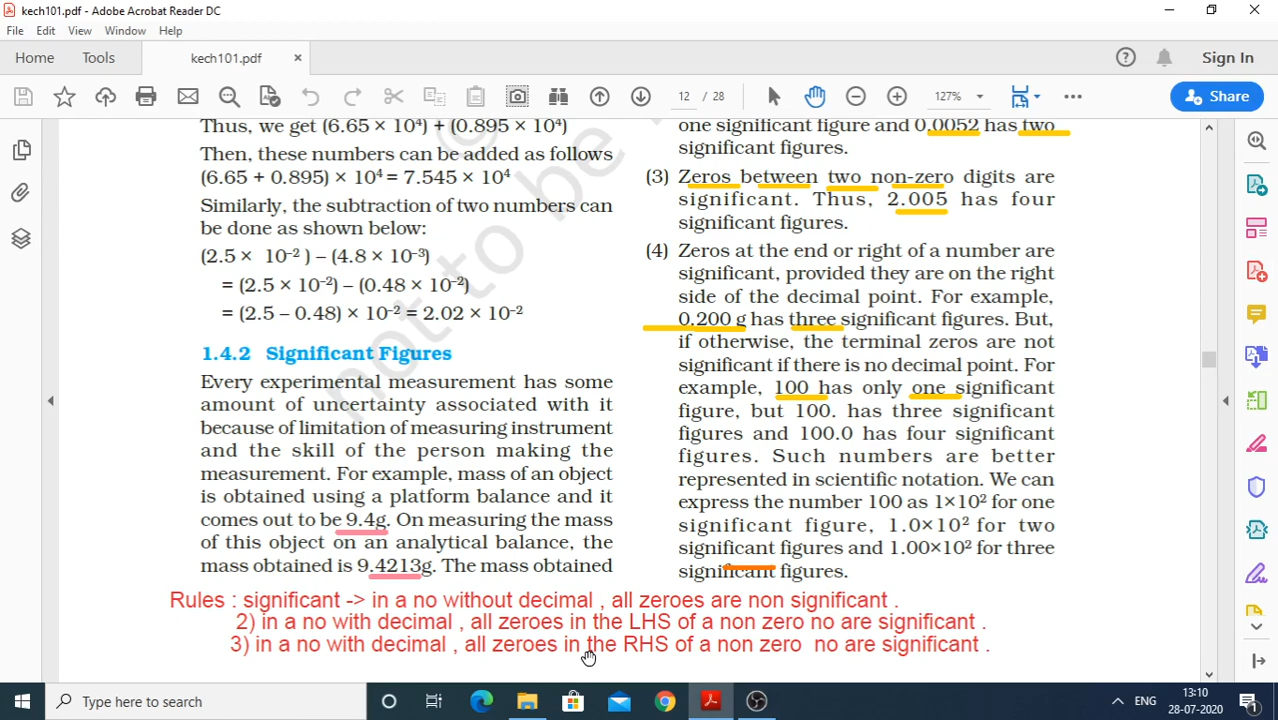 kech101.pdf - Adobe Acrobat Reader DC
File Edit View Window Help
Home Tools kech101.pdf × Sign In
12 / 28 127% Share
Thus, we get (6.65 × 10⁴) + (0.895 × 10⁴)
Then, these numbers can be added as follows
(6.65 + 0.895) × 10⁴ = 7.545 × 10⁴
Similarly, the subtraction of two numbers can
be done as shown below:
(2.5 × 10⁻²) – (4.8 × 10⁻³)
= (2.5 × 10⁻²) – (0.48 × 10⁻²)
= (2.5 – 0.48) × 10⁻² = 2.02 × 10⁻²
1.4.2 Significant Figures
Every experimental measurement has some
amount of uncertainty associated with it
because of limitation of measuring instrument
and the skill of the person making the
measurement. For example, mass of an object
is obtained using a platform balance and it
comes out to be 9.4g. On measuring the mass
of this object on an analytical balance, the
mass obtained is 9.4213g. The mass obtained
one significant figure and 0.0052 has two
significant figures.
(3) Zeros between two non-zero digits are
significant. Thus, 2.005 has four
significant figures.
(4) Zeros at the end or right of a number are
significant, provided they are on the right
side of the decimal point. For example,
0.200 g has three significant figures. But,
if otherwise, the terminal zeros are not
significant if there is no decimal point. For
example, 100 has only one significant
figure, but 100. has three significant
figures and 100.0 has four significant
figures. Such numbers are better
represented in scientific notation. We can
express the number 100 as 1×10² for one
significant figure, 1.0×10² for two
significant figures and 1.00×10² for three
significant figures.
not to be
Rules : significant -> in a no without decimal , all zeroes are non significant .
2) in a no with decimal , all zeroes in the LHS of a non zero no are significant .
3) in a no with decimal , all zeroes in the RHS of a non zero no are significant .
Type here to search
ENG 13:10
28-07-2020 1